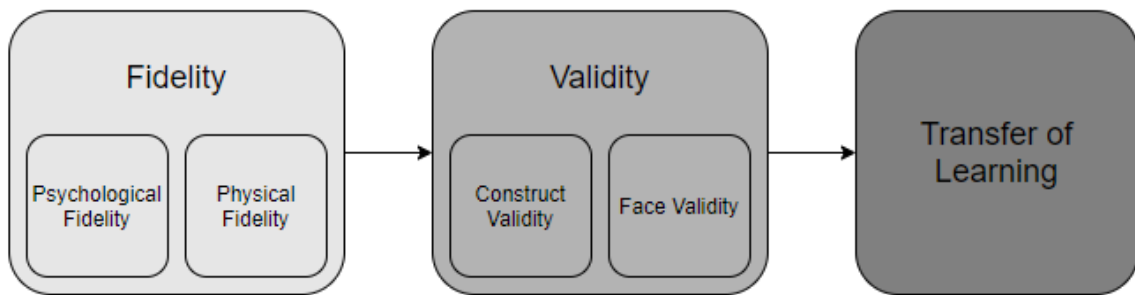 Fidelity
Psychological
Fidelity
Physical
Fidelity
Validity
Construct
Validity
Face Validity
Transfer of
Learning